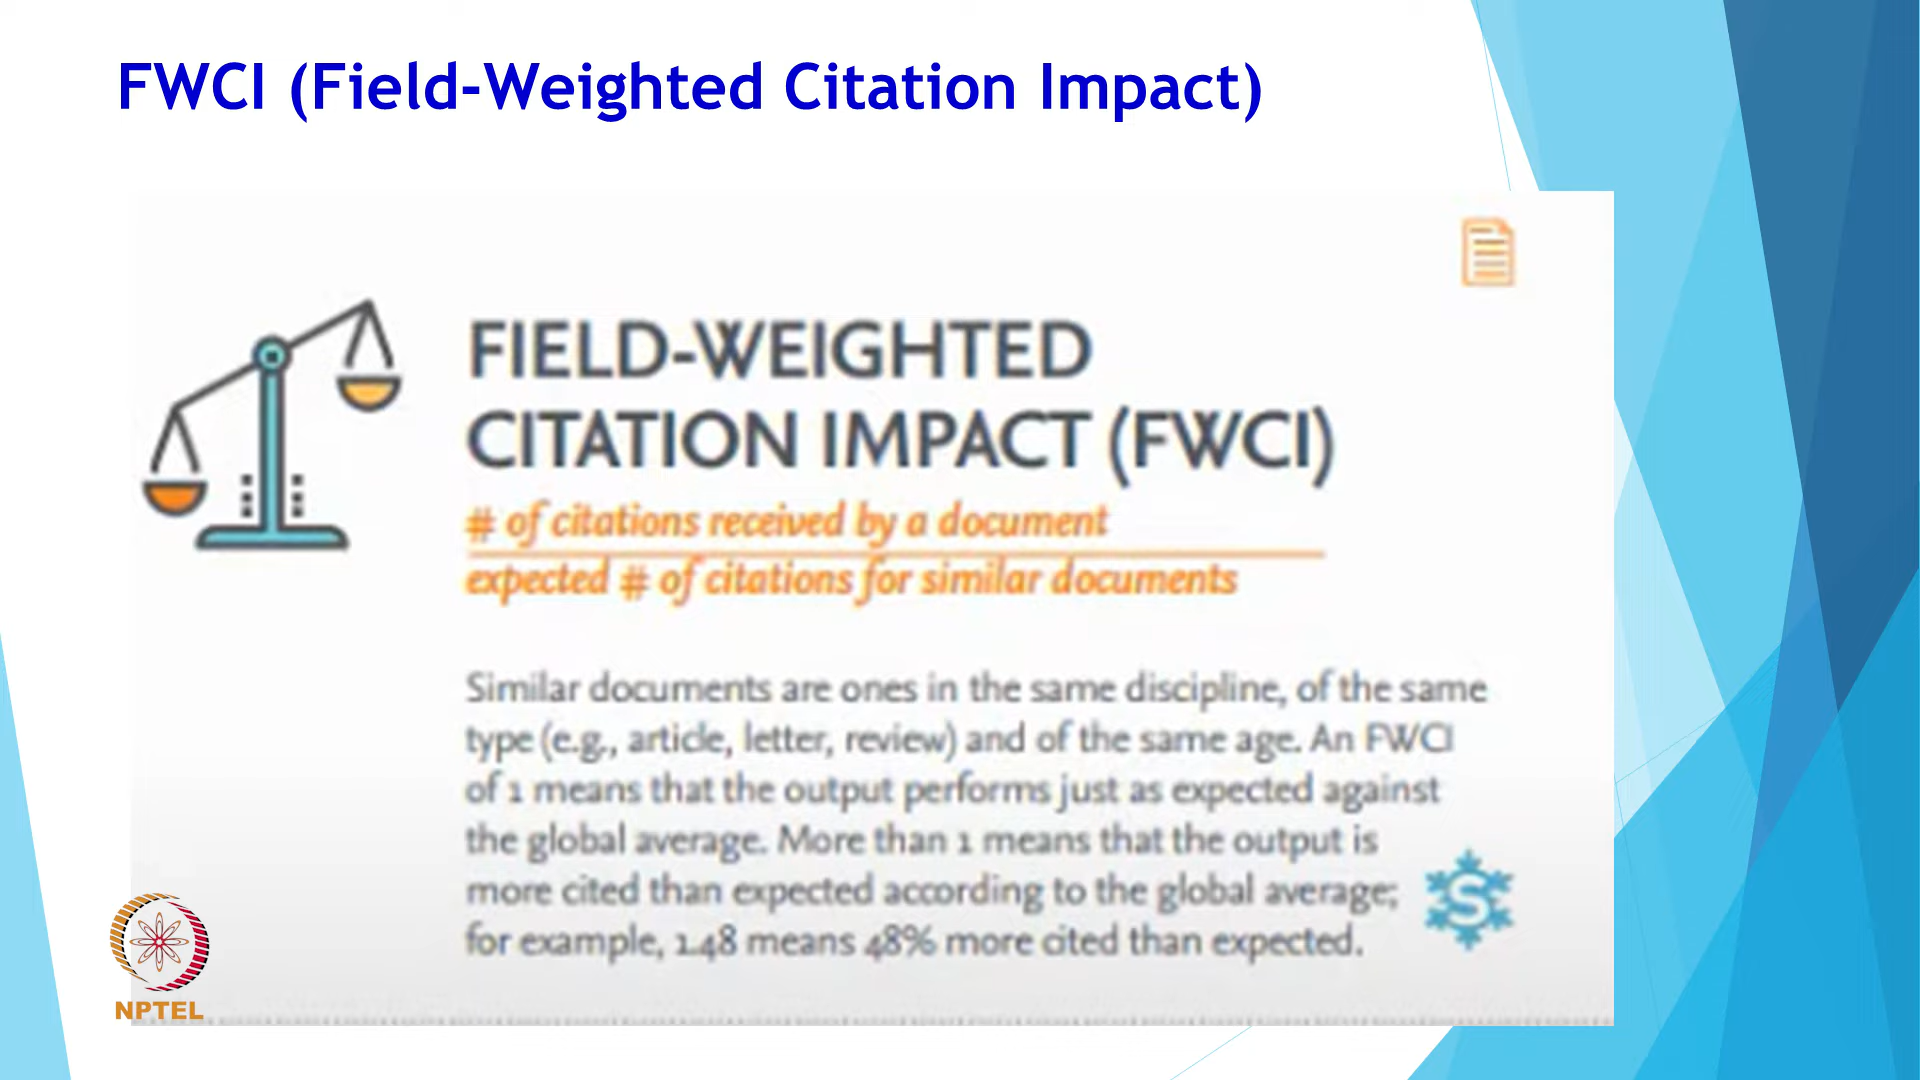 FWCI (Field-Weighted Citation Impact)
FIELD-WEIGHTED
CITATION IMPACT (FWCI)
# of citations received by a document
expected # of citations for similar documents
Similar documents are ones in the same discipline, of the same
type (e.g., article, letter, review) and of the same age. An FWCI
of 1 means that the output performs just as expected against
the global average. More than 1 means that the output is
more cited than expected according to the global average;
for example, 1.48 means 48% more cited than expected.
S
NPTEL